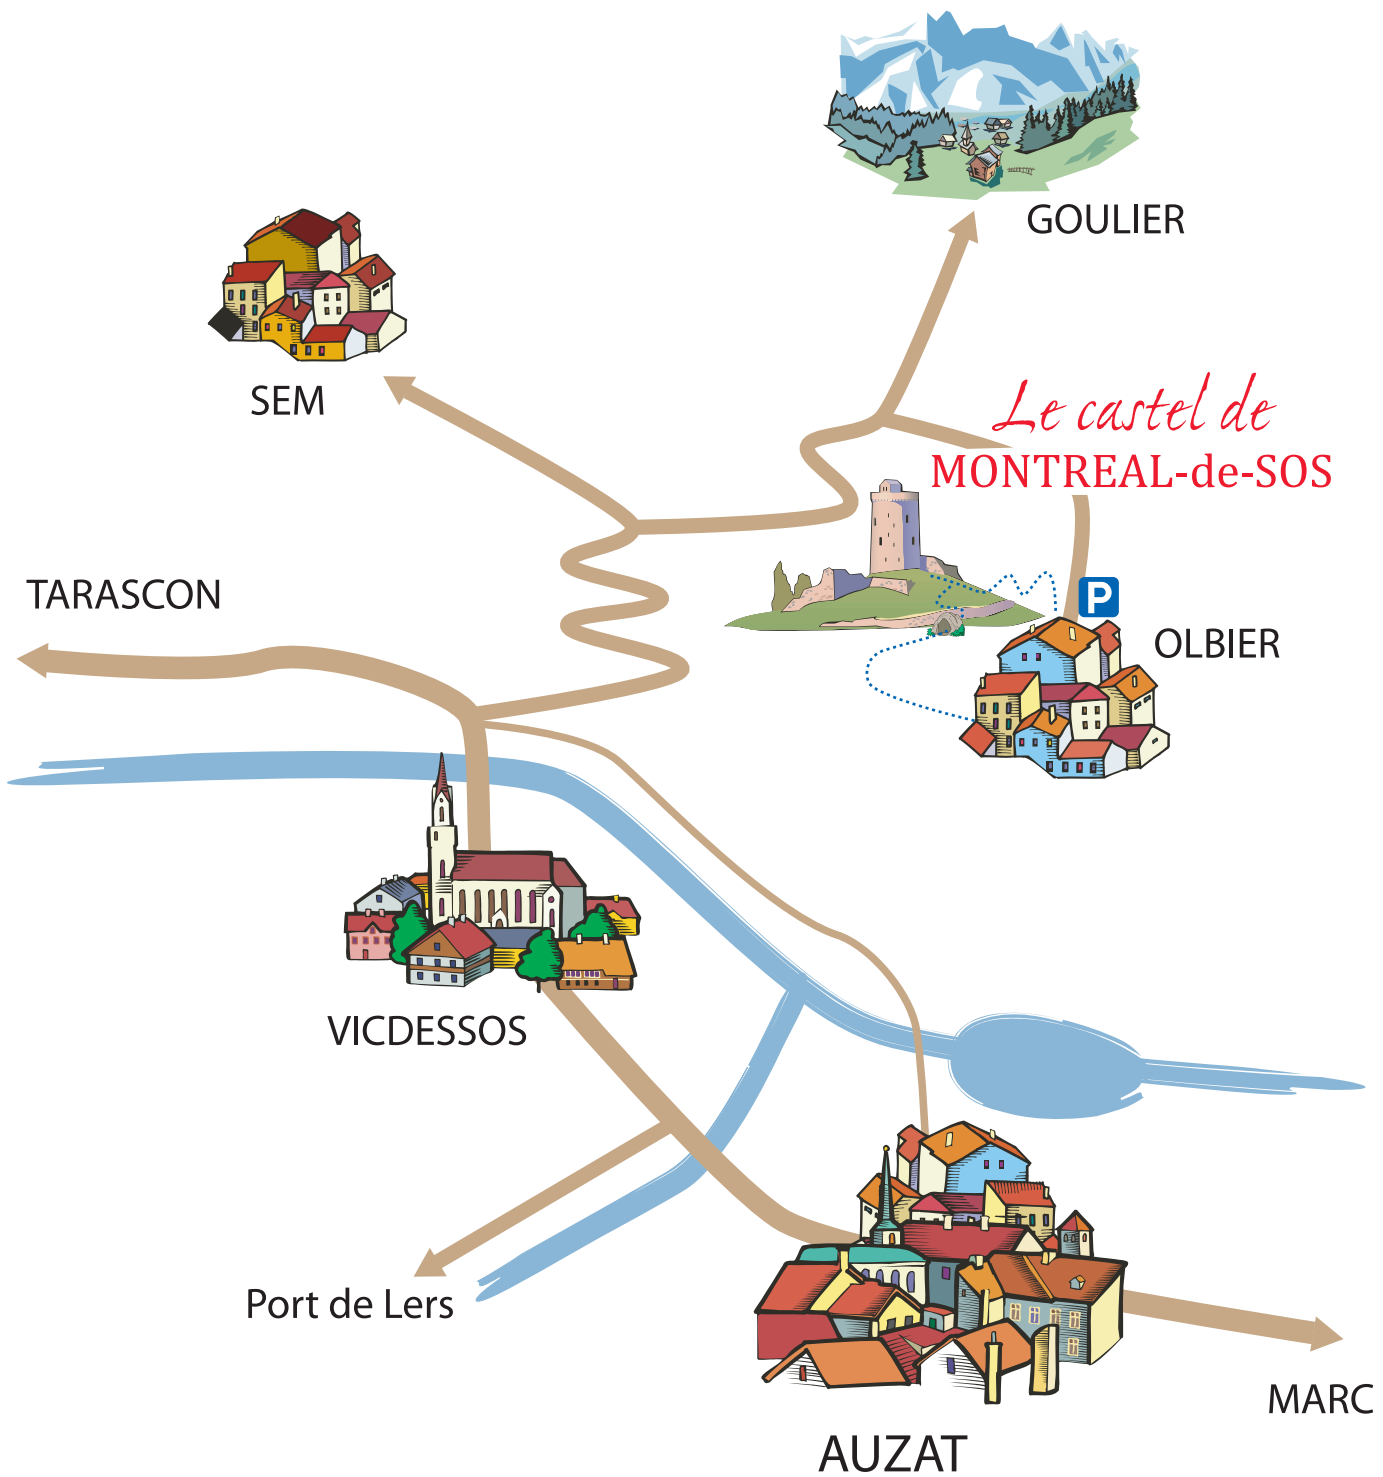 GOULIER
SEM
Le castel de
MONTREAL-de-SOS
TARASCON
P
OLBIER
VICDESSOS
Port de Lers
MARC
AUZAT